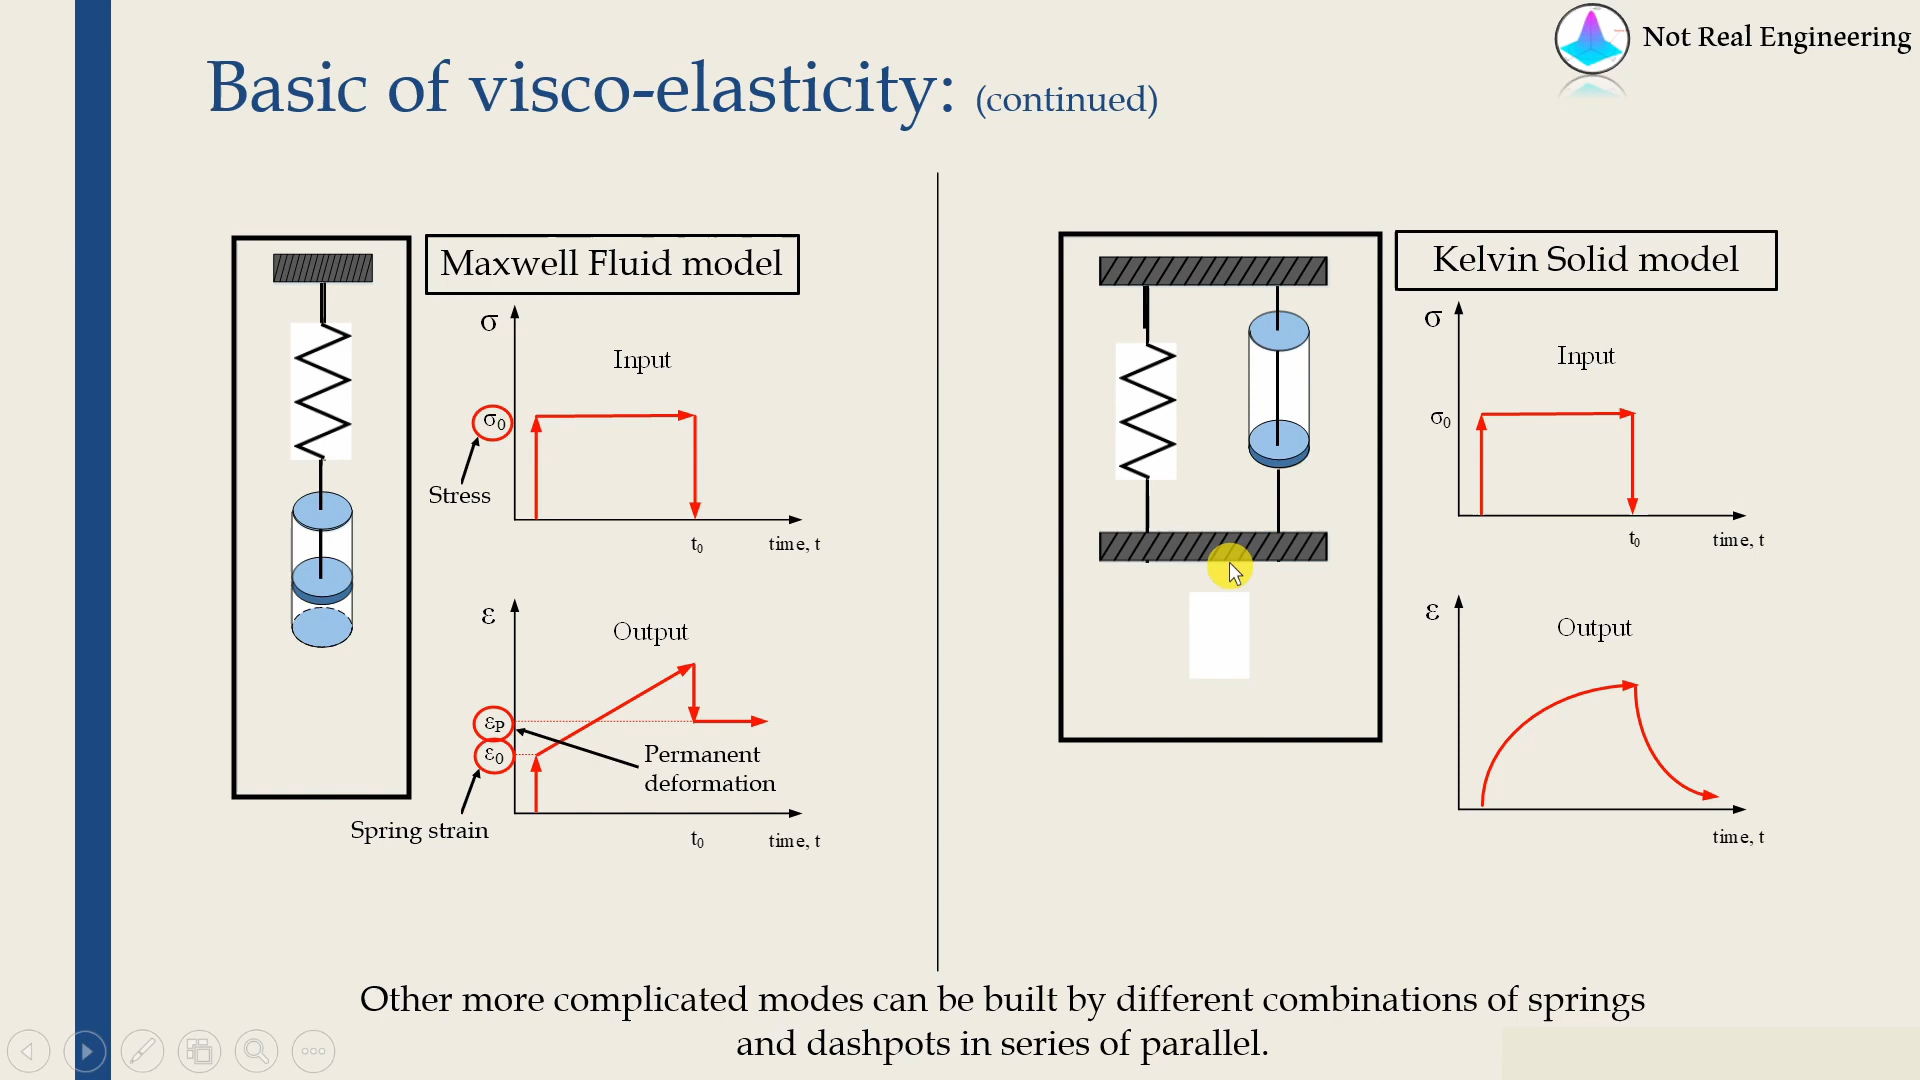 Not Real Engineering
Basic of visco-elasticity: (continued)
Maxwell Fluid model
σ
Input
σ0
Stress
t0
time, t
ε
Output
εP
ε0
Permanent
deformation
Spring strain
t0
time, t
Kelvin Solid model
σ
Input
σ0
t0
time, t
ε
Output
time, t
Other more complicated modes can be built by different combinations of springs
and dashpots in series of parallel.